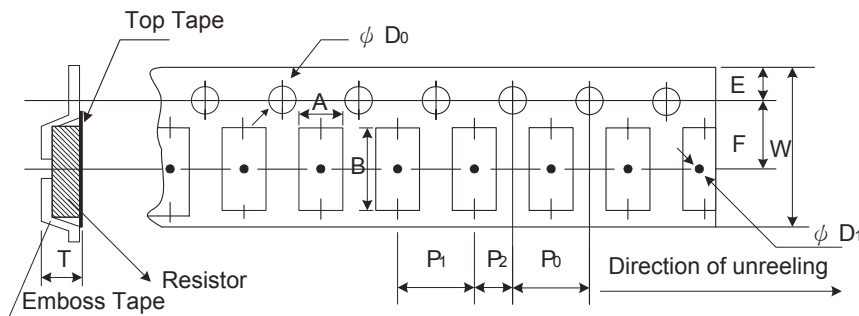 Top Tape
ψ D0
A
E
F
W
B
ψ D1
P1
P2
P0
Direction of unreeling
T
Resistor
Emboss Tape